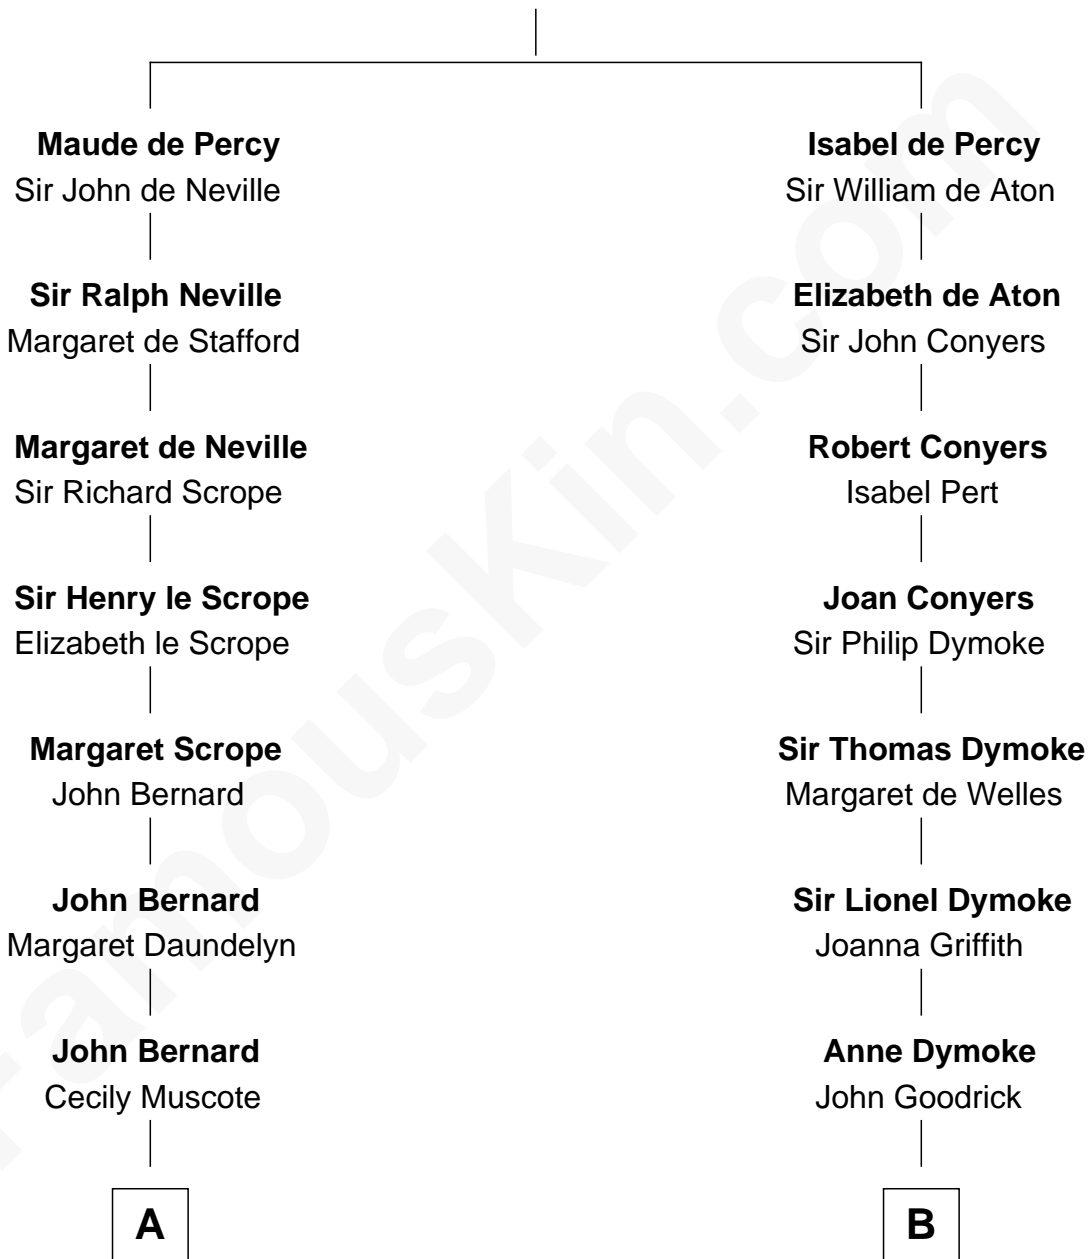 Maude de Percy
Sir John de Neville
Isabel de Percy
Sir William de Aton
Sir Ralph Neville
Margaret de Stafford
Elizabeth de Aton
Sir John Conyers
Margaret de Neville
Sir Richard Scrope
Robert Conyers
Isabel Pert
Sir Henry le Scrope
Elizabeth le Scrope
Joan Conyers
Sir Philip Dymoke
Margaret Scrope
John Bernard
Sir Thomas Dymoke
Margaret de Welles
John Bernard
Margaret Daundelyn
Sir Lionel Dymoke
Joanna Griffith
John Bernard
Cecily Muscote
Anne Dymoke
John Goodrick
A
B
FamousKin.com